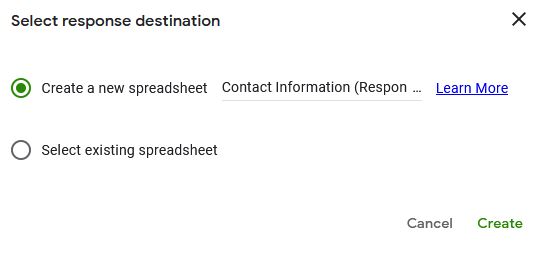 Select response destination
Create a new spreadsheet Contact Information (Respon ... Learn More
Select existing spreadsheet
Cancel Create